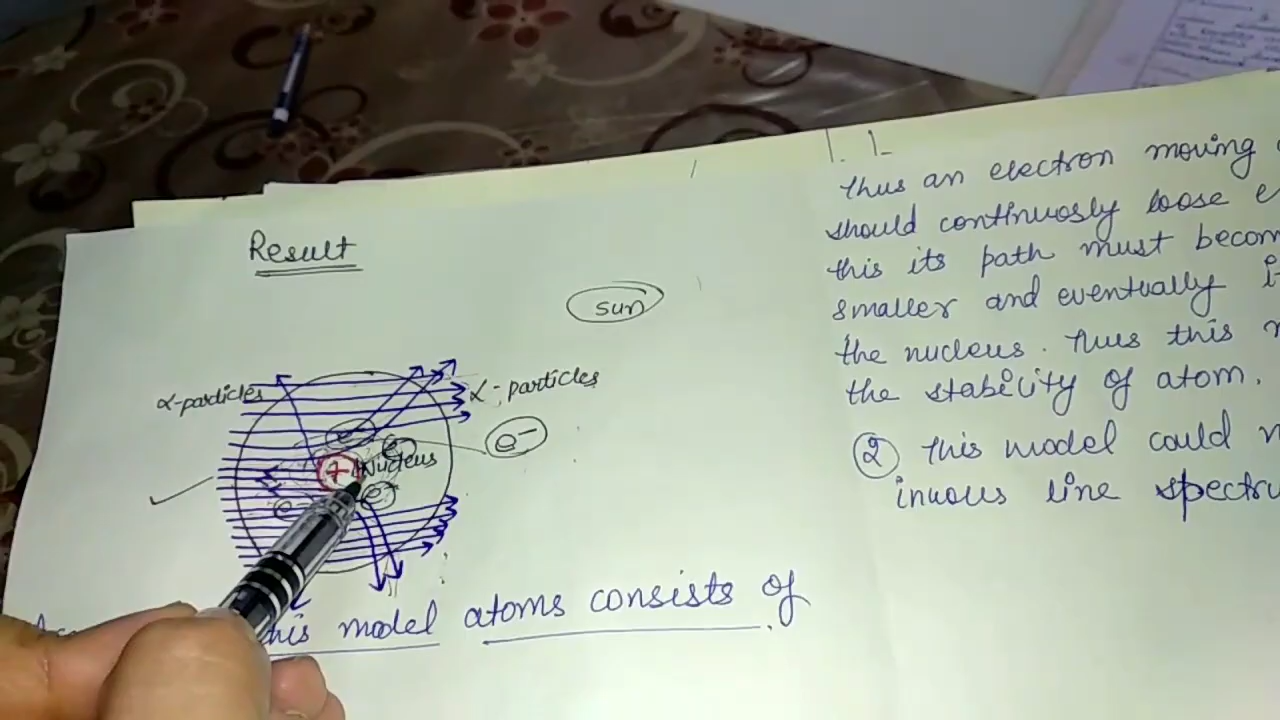 Result
sun
α-particles
α-particles
e-
e-
+ Nucleus
e-
e-
this model atoms consists of
thus an electron moving
should continuosly loose
this its path must becom
smaller and eventually
the nucleus. Thus this
the stability of atom.
② This model could
inuous line spectru